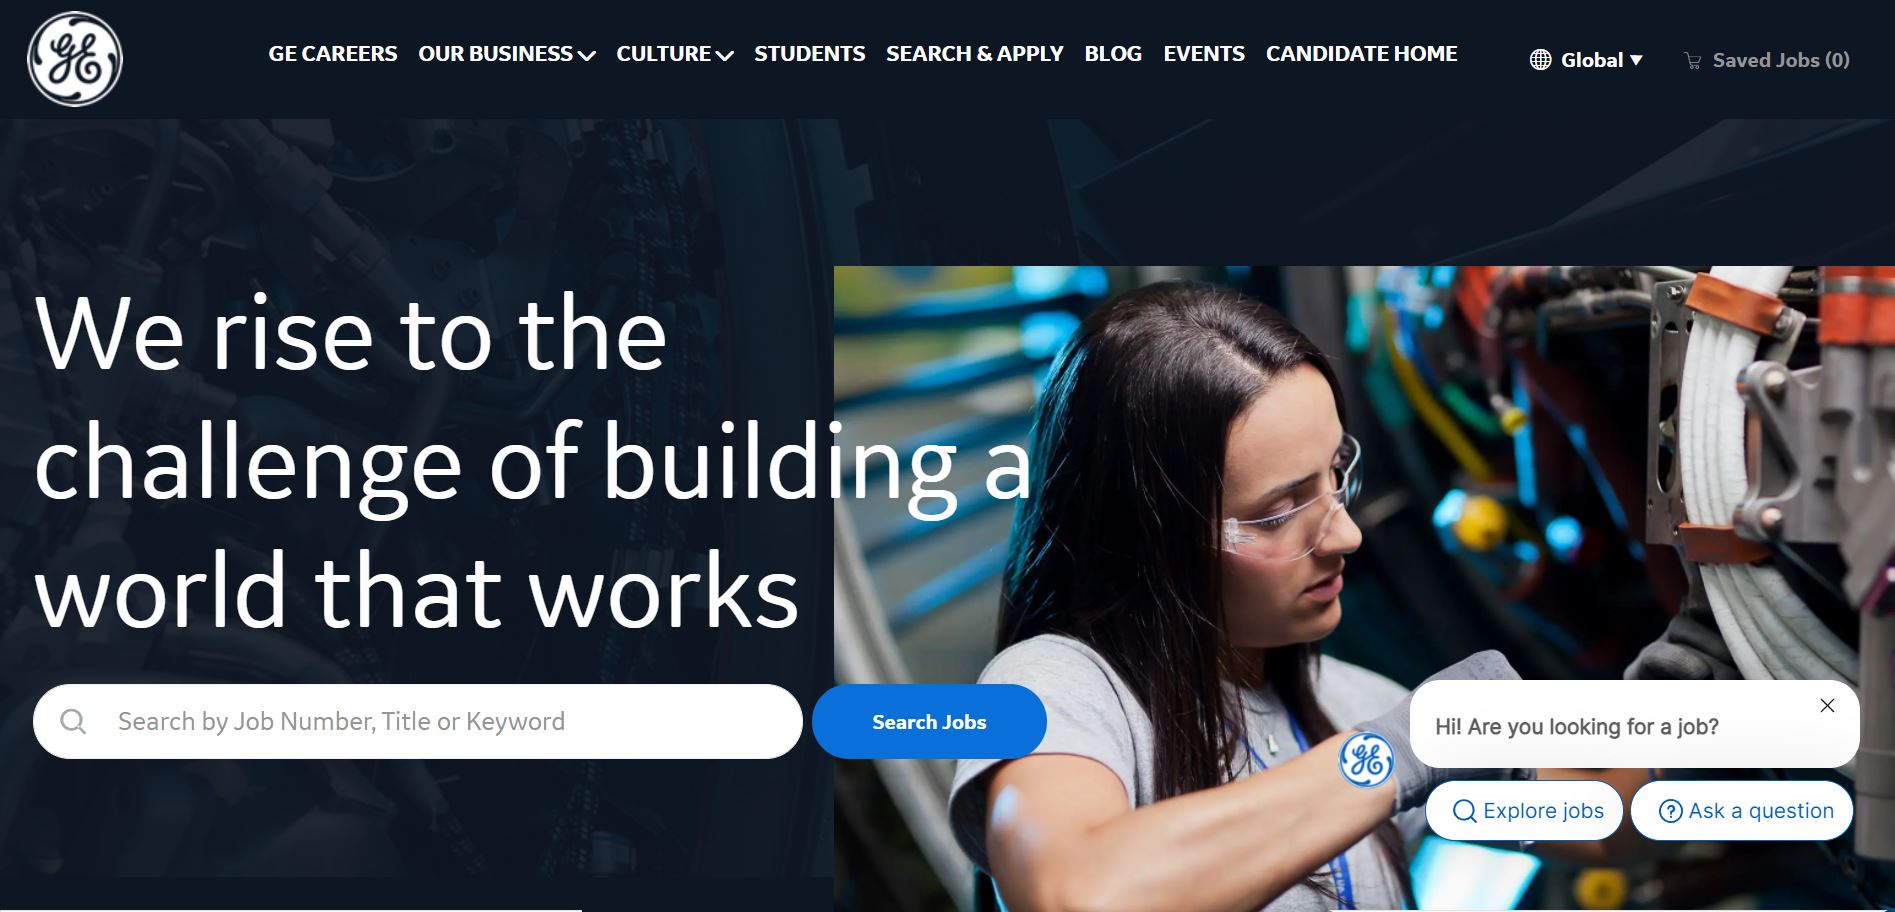 GE
GE CAREERS OUR BUSINESS CULTURE STUDENTS SEARCH & APPLY BLOG EVENTS CANDIDATE HOME
Global
Saved Jobs (0)
We rise to the
challenge of building a
world that works
Search by Job Number, Title or Keyword
Search Jobs
Hi! Are you looking for a job?
GE
Explore jobs
Ask a question